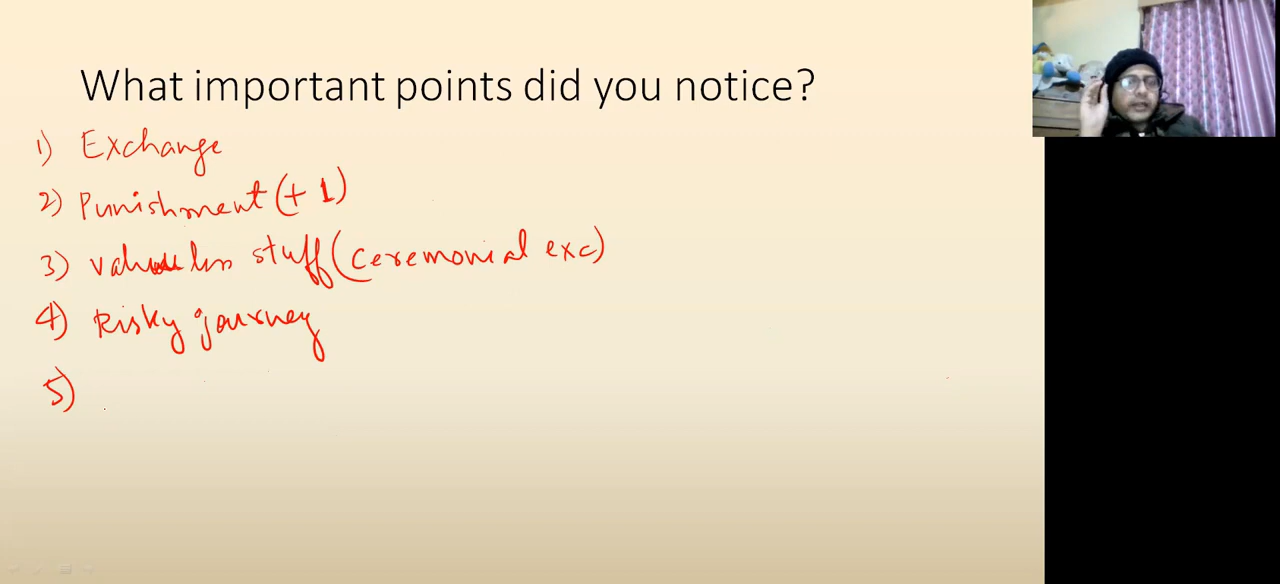 What important points did you notice?
1) Exchange
2) Punishment (+ 1)
3) valueless stuff (ceremonial exc)
4) Risky journey
5)